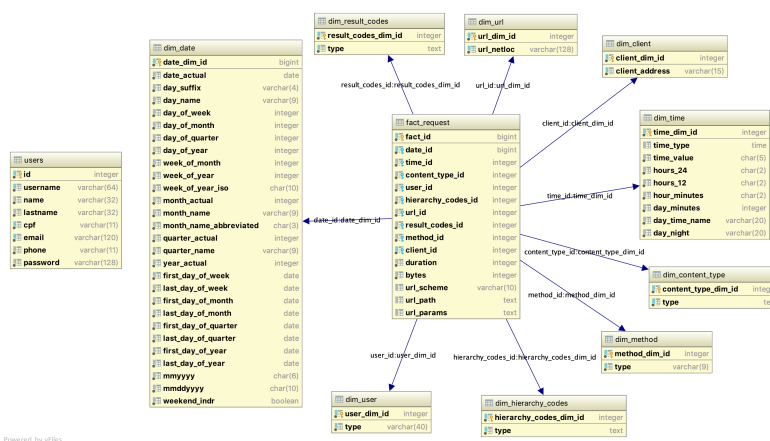 dim_result_codes
result_codes_dim_id integer
type text
dim_url
url_dim_id integer
url_netloc varchar(128)
dim_date
date_dim_id bigint
date_actual date
day_suffix varchar(4)
day_name varchar(9)
day_of_week integer
day_of_month integer
day_of_quarter integer
day_of_year integer
week_of_month integer
week_of_year integer
week_of_year_iso char(10)
month_actual integer
month_name varchar(9)
month_name_abbreviated char(3)
quarter_actual integer
quarter_name varchar(9)
year_actual integer
first_day_of_week date
last_day_of_week date
first_day_of_month date
last_day_of_month date
first_day_of_quarter date
last_day_of_quarter date
first_day_of_year date
last_day_of_year date
mmyyyy char(6)
mmddyyyy char(10)
weekend_indr boolean
dim_client
client_dim_id integer
client_address varchar(15)
result_codes_id:result_codes_dim_id
url_id:url_dim_id
client_id:client_dim_id
fact_request
fact_id bigint
date_id bigint
time_id integer
content_type_id integer
user_id integer
hierarchy_codes_id integer
url_id integer
result_codes_id integer
method_id integer
client_id integer
duration integer
bytes integer
url_scheme varchar(10)
url_path text
url_params text
dim_time
time_dim_id integer
time_type time
time_value char(5)
hours_24 char(2)
hours_12 char(2)
hour_minutes char(2)
day_minutes integer
day_time_name varchar(20)
day_night varchar(20)
users
id integer
username varchar(64)
name varchar(32)
lastname varchar(32)
cpf varchar(11)
email varchar(120)
phone varchar(11)
password varchar(128)
time_id:time_dim_id
date_id:date_dim_id
content_type_id:content_type_dim_id
dim_content_type
content_type_dim_id integ
type te
method_id:method_dim_id
dim_method
method_dim_id integer
type varchar(9)
user_id:user_dim_id
hierarchy_codes_id:hierarchy_codes_dim_id
dim_user
user_dim_id integer
type varchar(40)
dim_hierarchy_codes
hierarchy_codes_dim_id integer
type text
Powered by yFiles